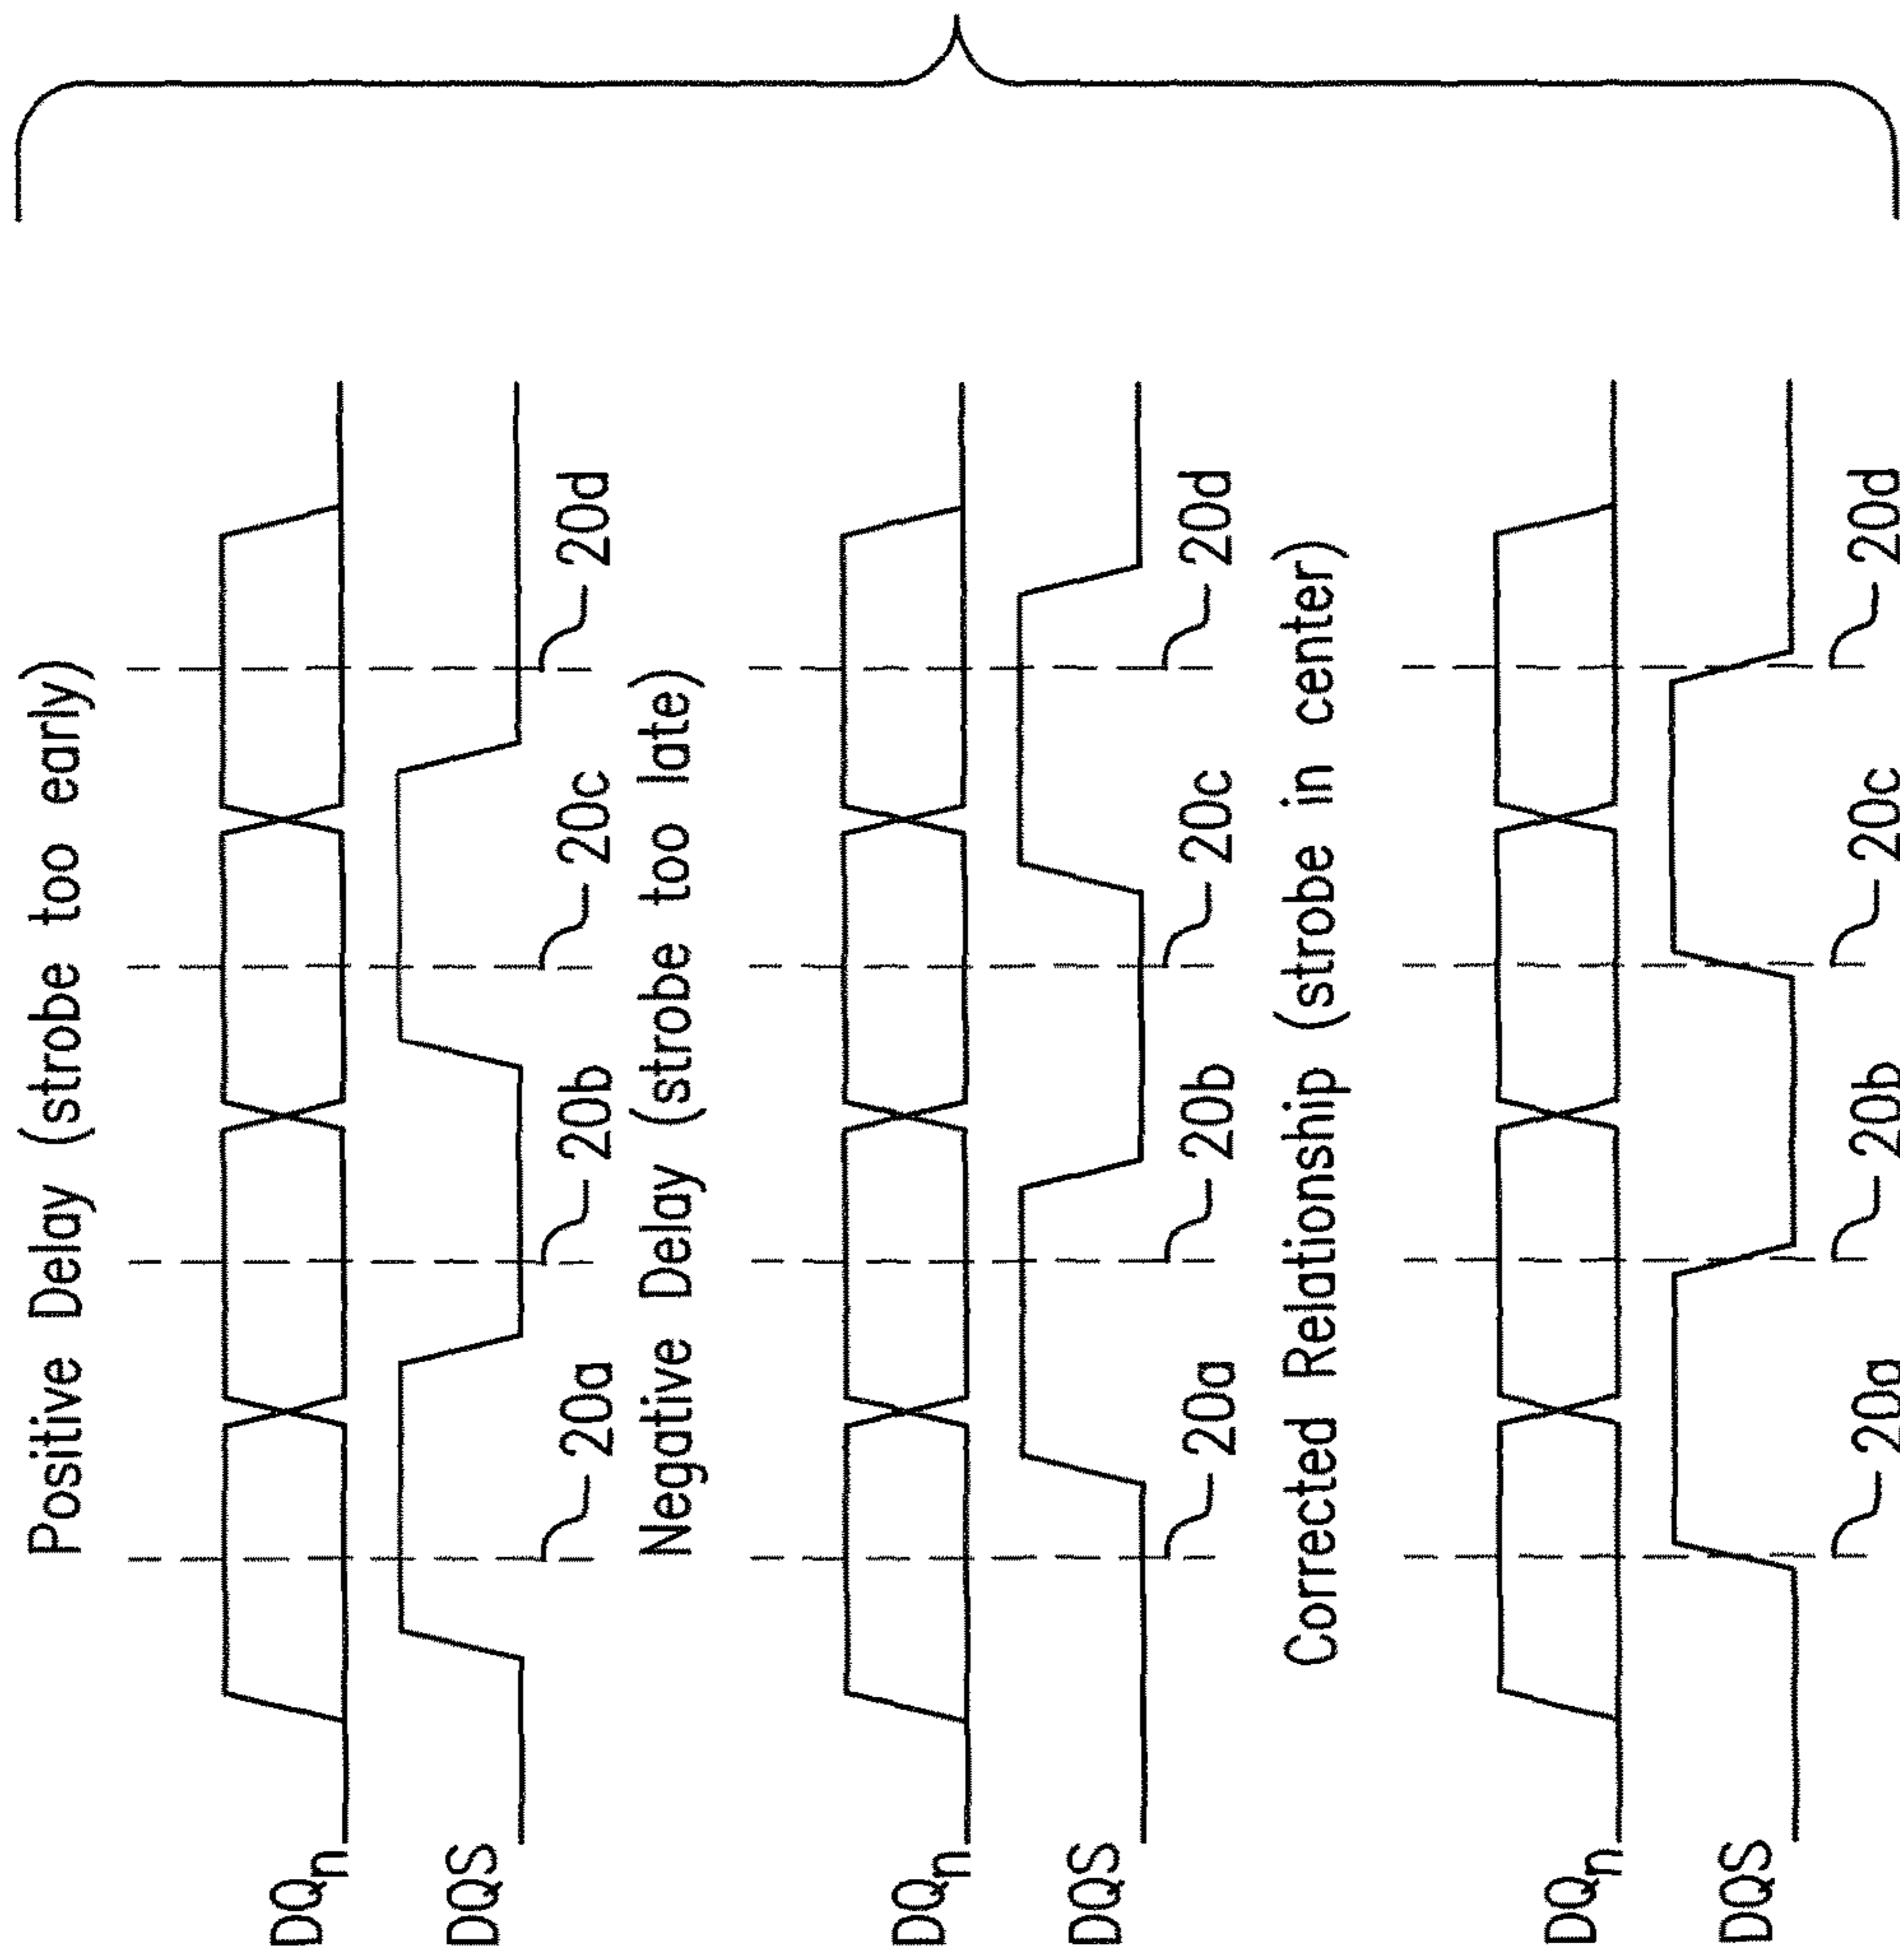 Positive Delay (strobe too early)
DQn
DQS
20a
20b
20c
20d
Negative Delay (strobe too late)
DQn
DQS
20a
20b
20c
20d
Corrected Relationship (strobe in center)
DQn
DQS
20a
20b
20c
20d